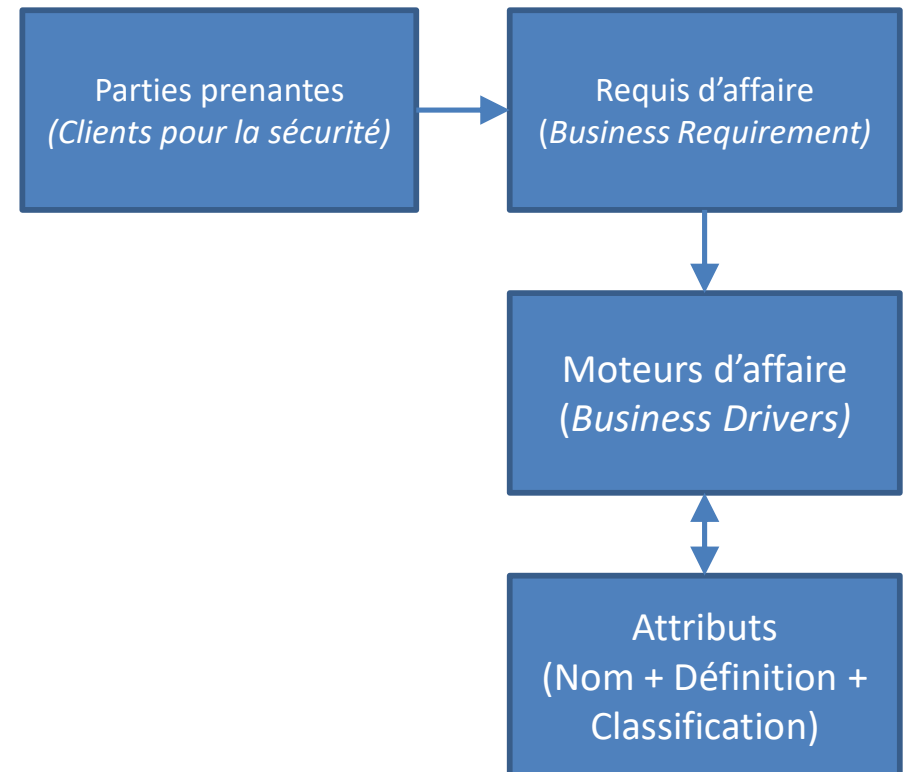 Parties prenantes
(Clients pour la sécurité)
Requis d’affaire
(Business Requirement)
Moteurs d’affaire
(Business Drivers)
Attributs
(Nom + Définition +
Classification)